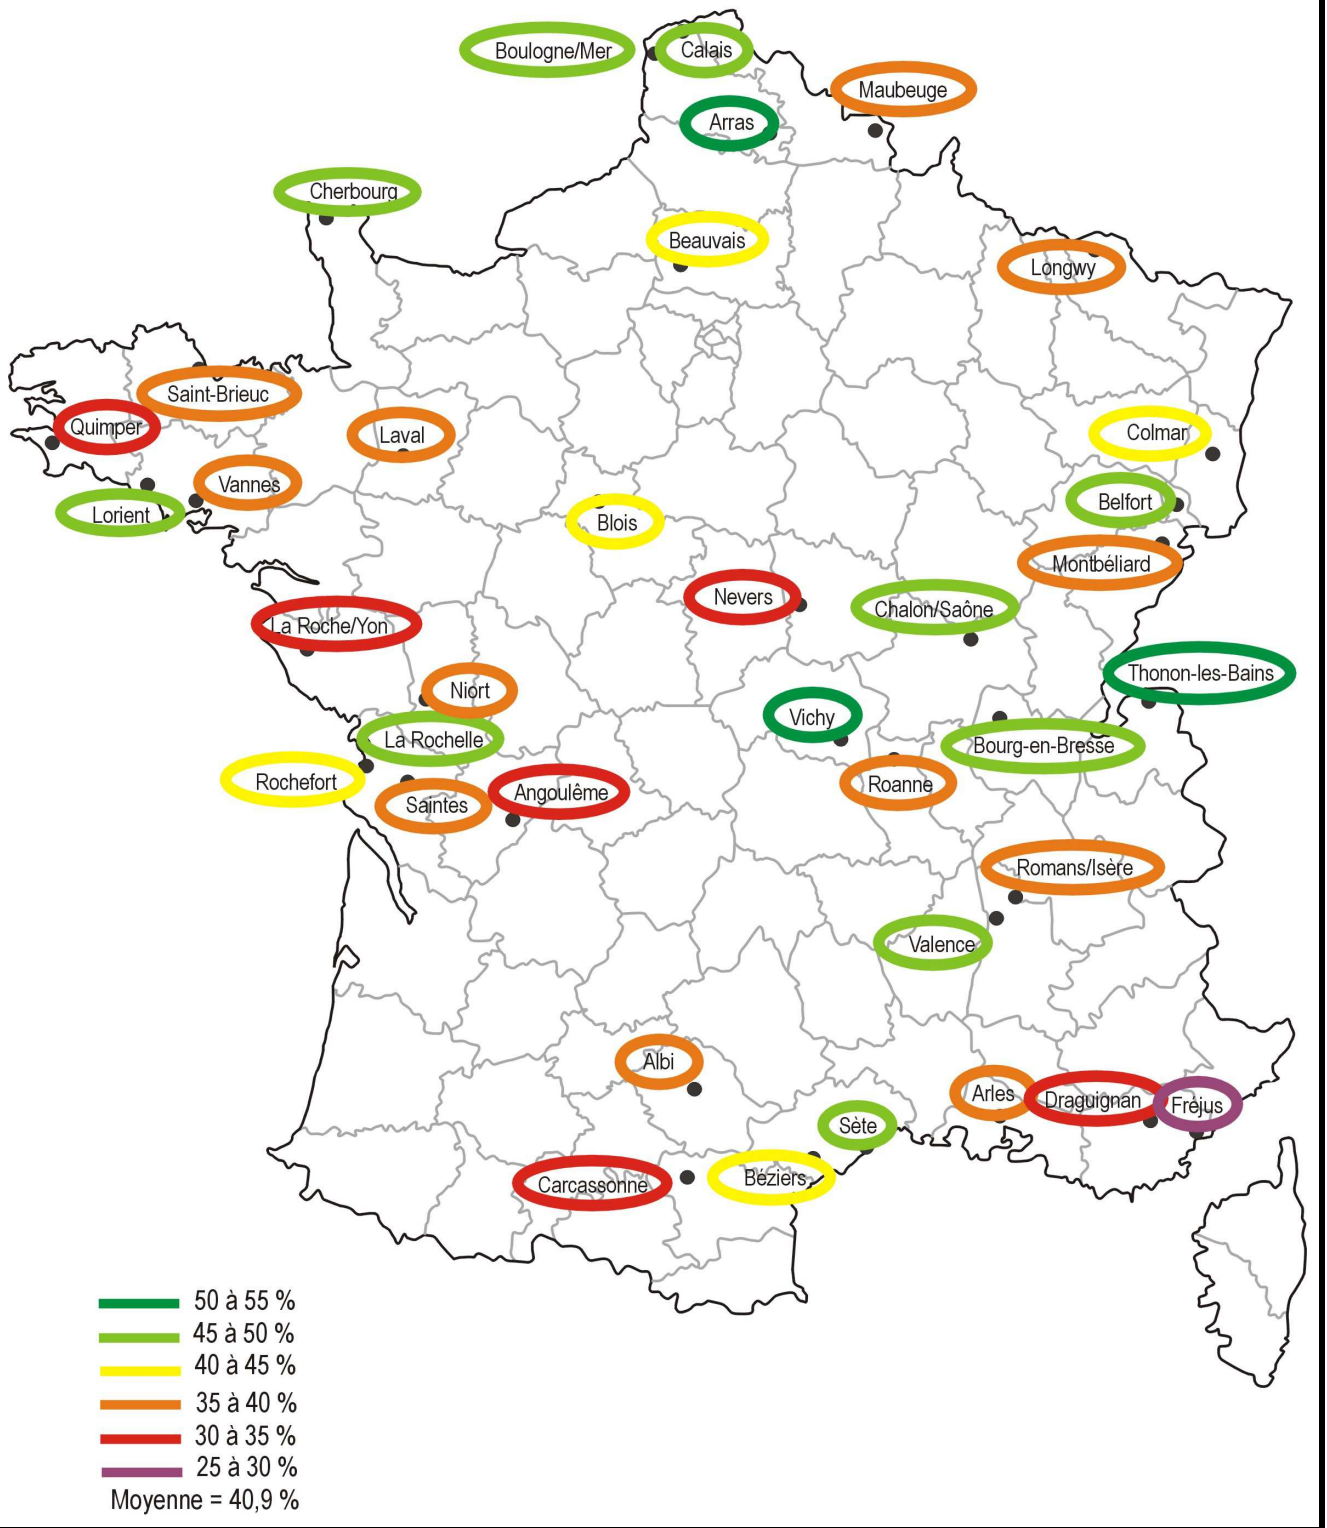 Boulogne/Mer
Calais
Maubeuge
Arras
Cherbourg
Beauvais
Longwy
Saint-Brieuc
Quimper
Laval
Colmar
Vannes
Lorient
Blois
Belfort
Montbéliard
Nevers
Chalon/Saône
La Roche/Yon
Thonon-les-Bains
Niort
Vichy
La Rochelle
Bourg-en-Bresse
Rochefort
Saintes
Angoulême
Roanne
Romans/Isère
Valence
Albi
Arles
Draguignan
Fréjus
Sète
Carcassonne
Béziers
50 à 55 %
45 à 50 %
40 à 45 %
35 à 40 %
30 à 35 %
25 à 30 %
Moyenne = 40,9 %